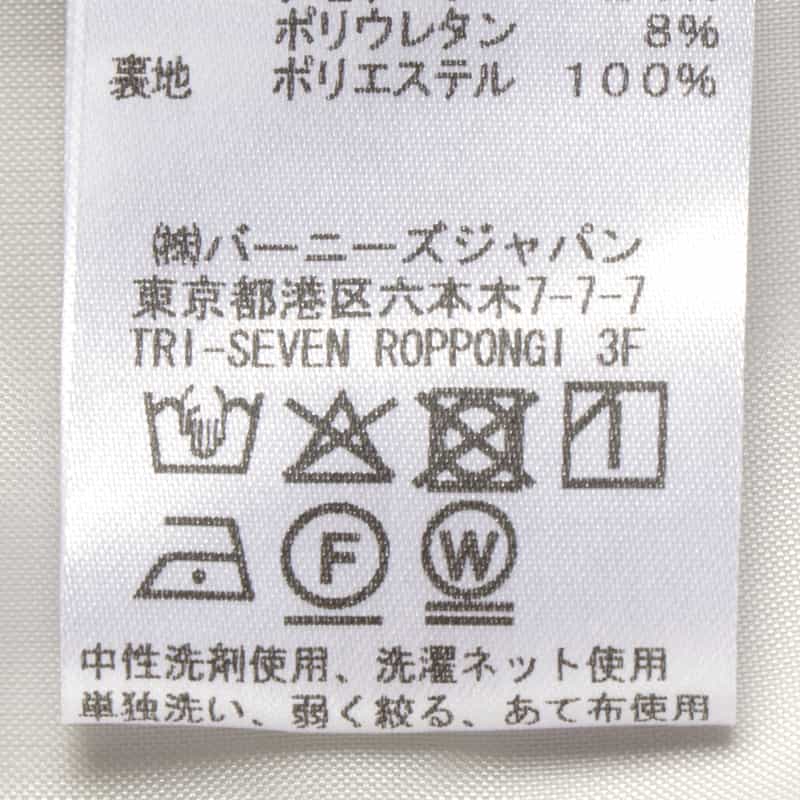 ポリウレタン 8%
裏地 ポリエステル 100%
㈱バーニーズジャパン
東京都港区六本木7-7-7
TRI-SEVEN ROPPONGI 3F
F W
中性洗剤使用、洗濯ネット使用
単独洗い、弱く絞る、あて布使用